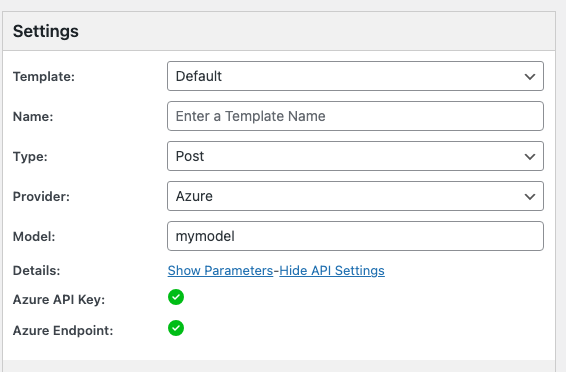 Settings
Template: Default
Name: Enter a Template Name
Type: Post
Provider: Azure
Model: mymodel
Details: Show Parameters-Hide API Settings
Azure API Key:
Azure Endpoint: